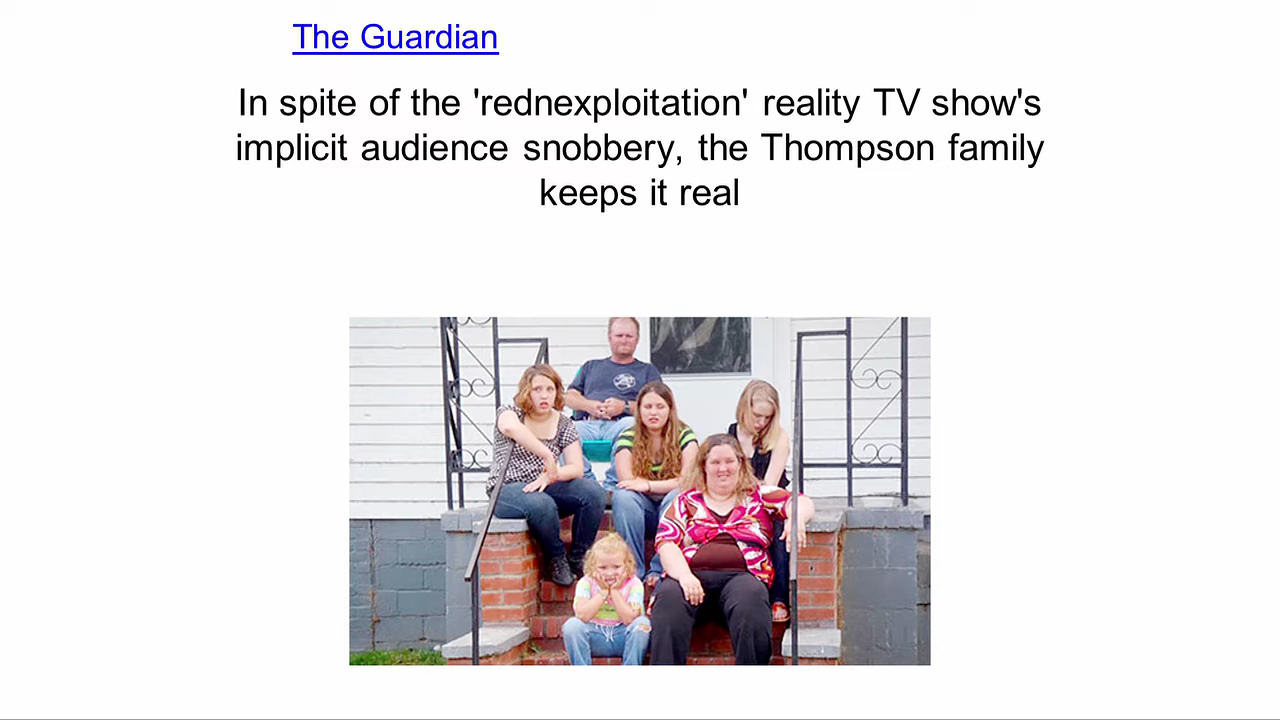 The Guardian
In spite of the 'rednexploitation' reality TV show's
implicit audience snobbery, the Thompson family
keeps it real